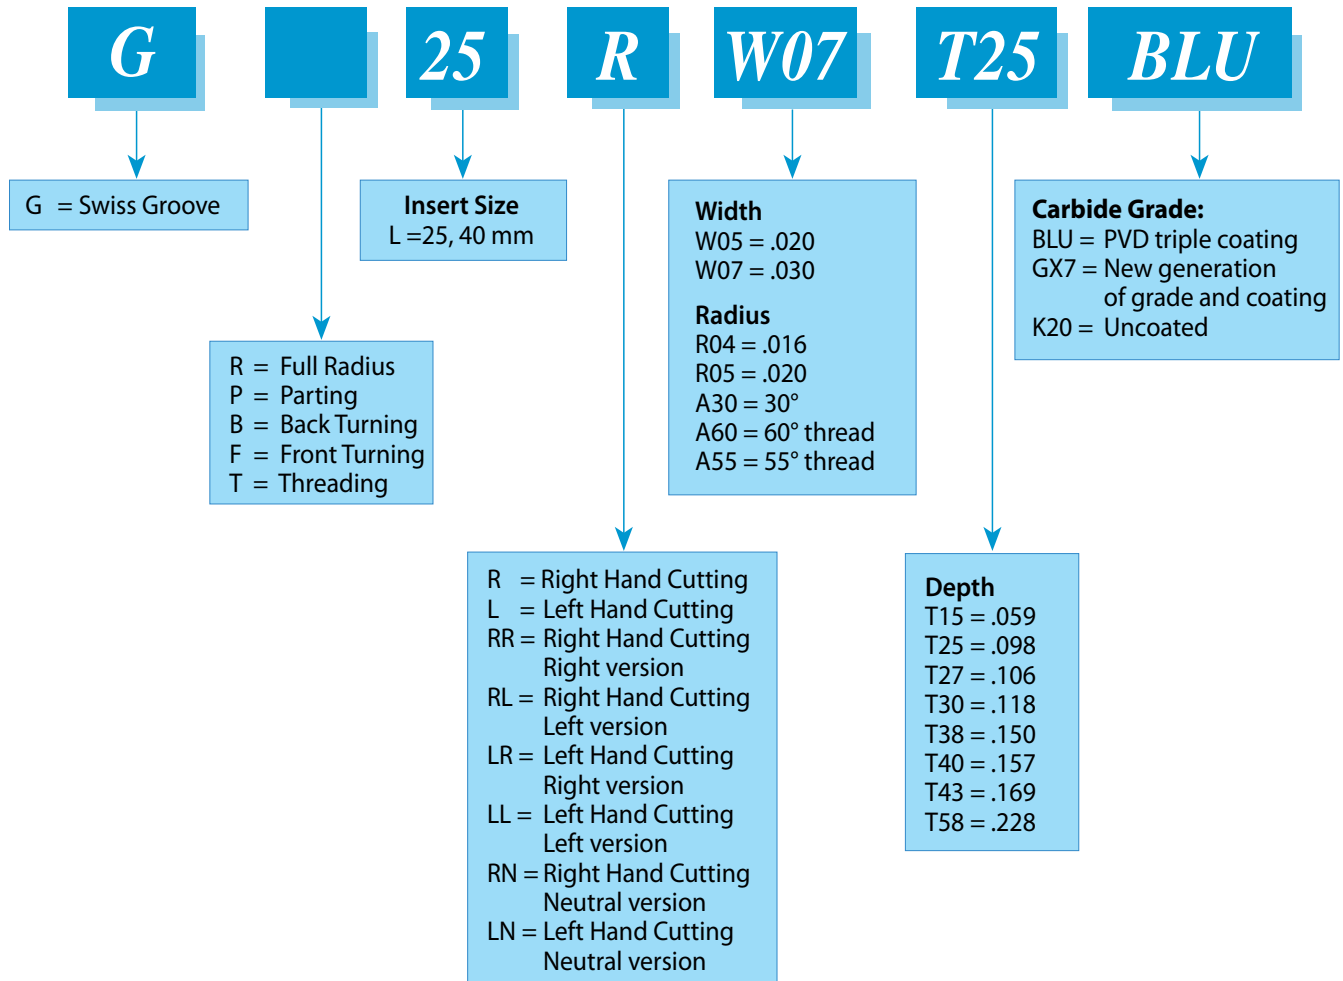 G 25 R W07 T25 BLU
G = Swiss Groove
Insert Size
L =25, 40 mm
Width
W05 = .020
W07 = .030
Radius
R04 = .016
R05 = .020
A30 = 30°
A60 = 60° thread
A55 = 55° thread
Carbide Grade:
BLU = PVD triple coating
GX7 = New generation
of grade and coating
K20 = Uncoated
R = Full Radius
P = Parting
B = Back Turning
F = Front Turning
T = Threading
R = Right Hand Cutting
L = Left Hand Cutting
RR = Right Hand Cutting
Right version
RL = Right Hand Cutting
Left version
LR = Left Hand Cutting
Right version
LL = Left Hand Cutting
Left version
RN = Right Hand Cutting
Neutral version
LN = Left Hand Cutting
Neutral version
Depth
T15 = .059
T25 = .098
T27 = .106
T30 = .118
T38 = .150
T40 = .157
T43 = .169
T58 = .228